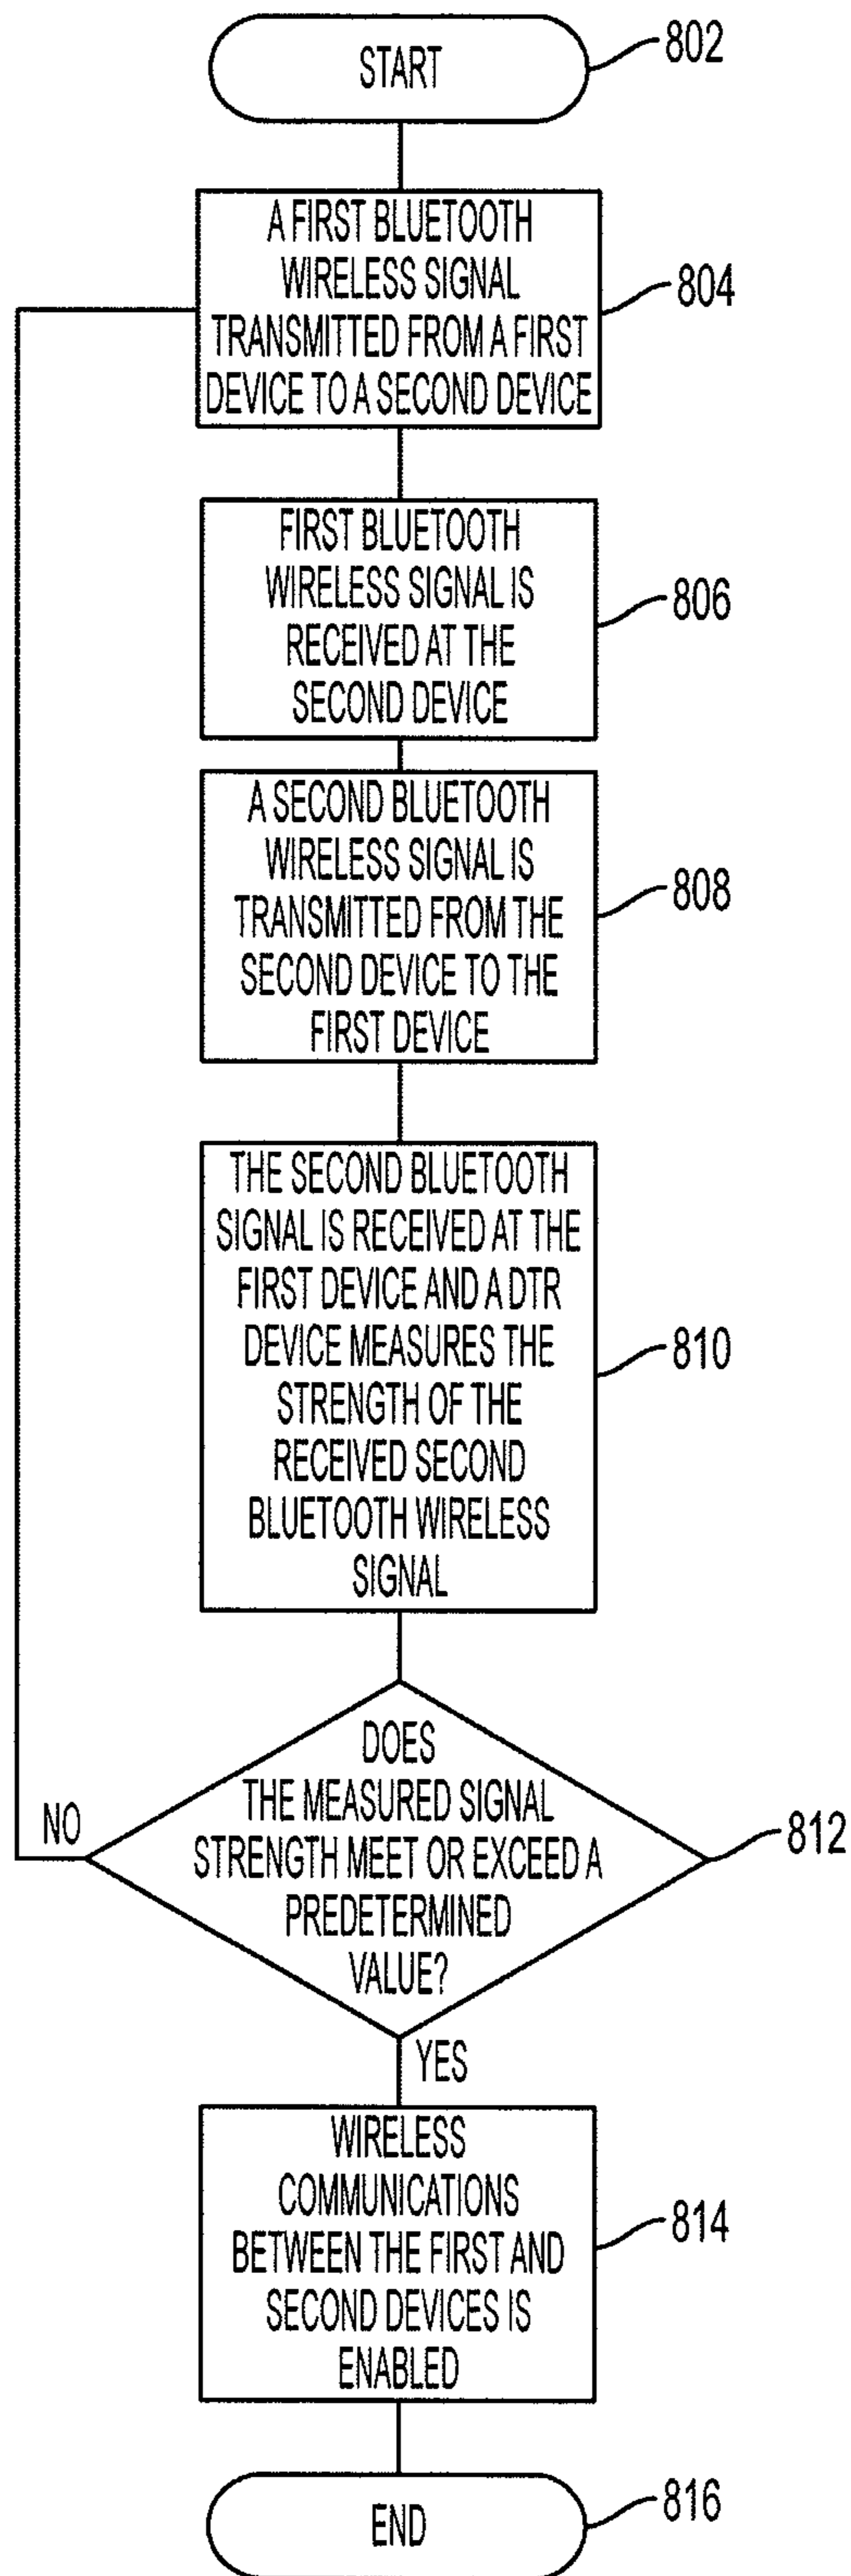 START
802
A FIRST BLUETOOTH
WIRELESS SIGNAL
TRANSMITTED FROM A FIRST
DEVICE TO A SECOND DEVICE
804
FIRST BLUETOOTH
WIRELESS SIGNAL IS
RECEIVED AT THE
SECOND DEVICE
806
A SECOND BLUETOOTH
WIRELESS SIGNAL IS
TRANSMITTED FROM THE
SECOND DEVICE TO THE
FIRST DEVICE
808
THE SECOND BLUETOOTH
SIGNAL IS RECEIVED AT THE
FIRST DEVICE AND A DTR
DEVICE MEASURES THE
STRENGTH OF THE
RECEIVED SECOND
BLUETOOTH WIRELESS
SIGNAL
810
DOES
THE MEASURED SIGNAL
STRENGTH MEET OR EXCEED A
PREDETERMINED
VALUE?
812
NO
YES
WIRELESS
COMMUNICATIONS
BETWEEN THE FIRST AND
SECOND DEVICES IS
ENABLED
814
END
816